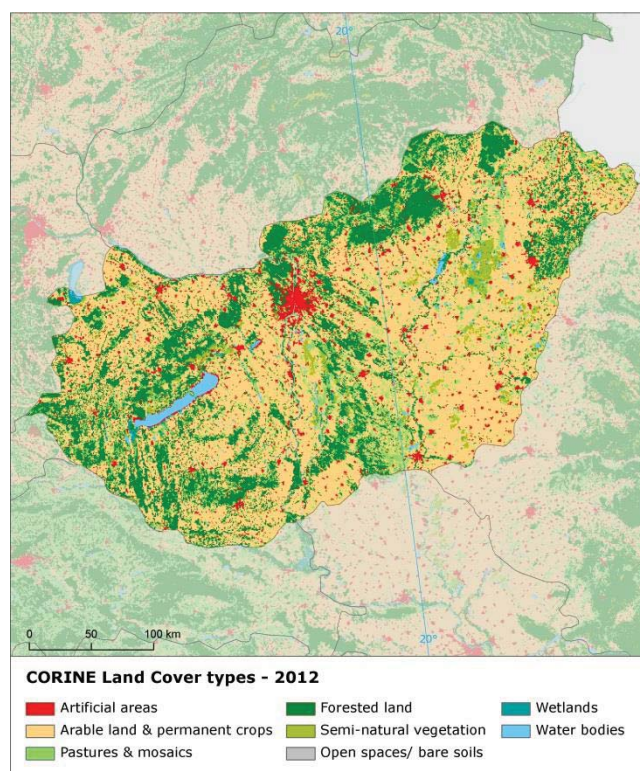 20°
20°
0 50 100 km
CORINE Land Cover types - 2012
Artificial areas
Forested land
Wetlands
Arable land & permanent crops
Semi-natural vegetation
Water bodies
Pastures & mosaics
Open spaces/ bare soils